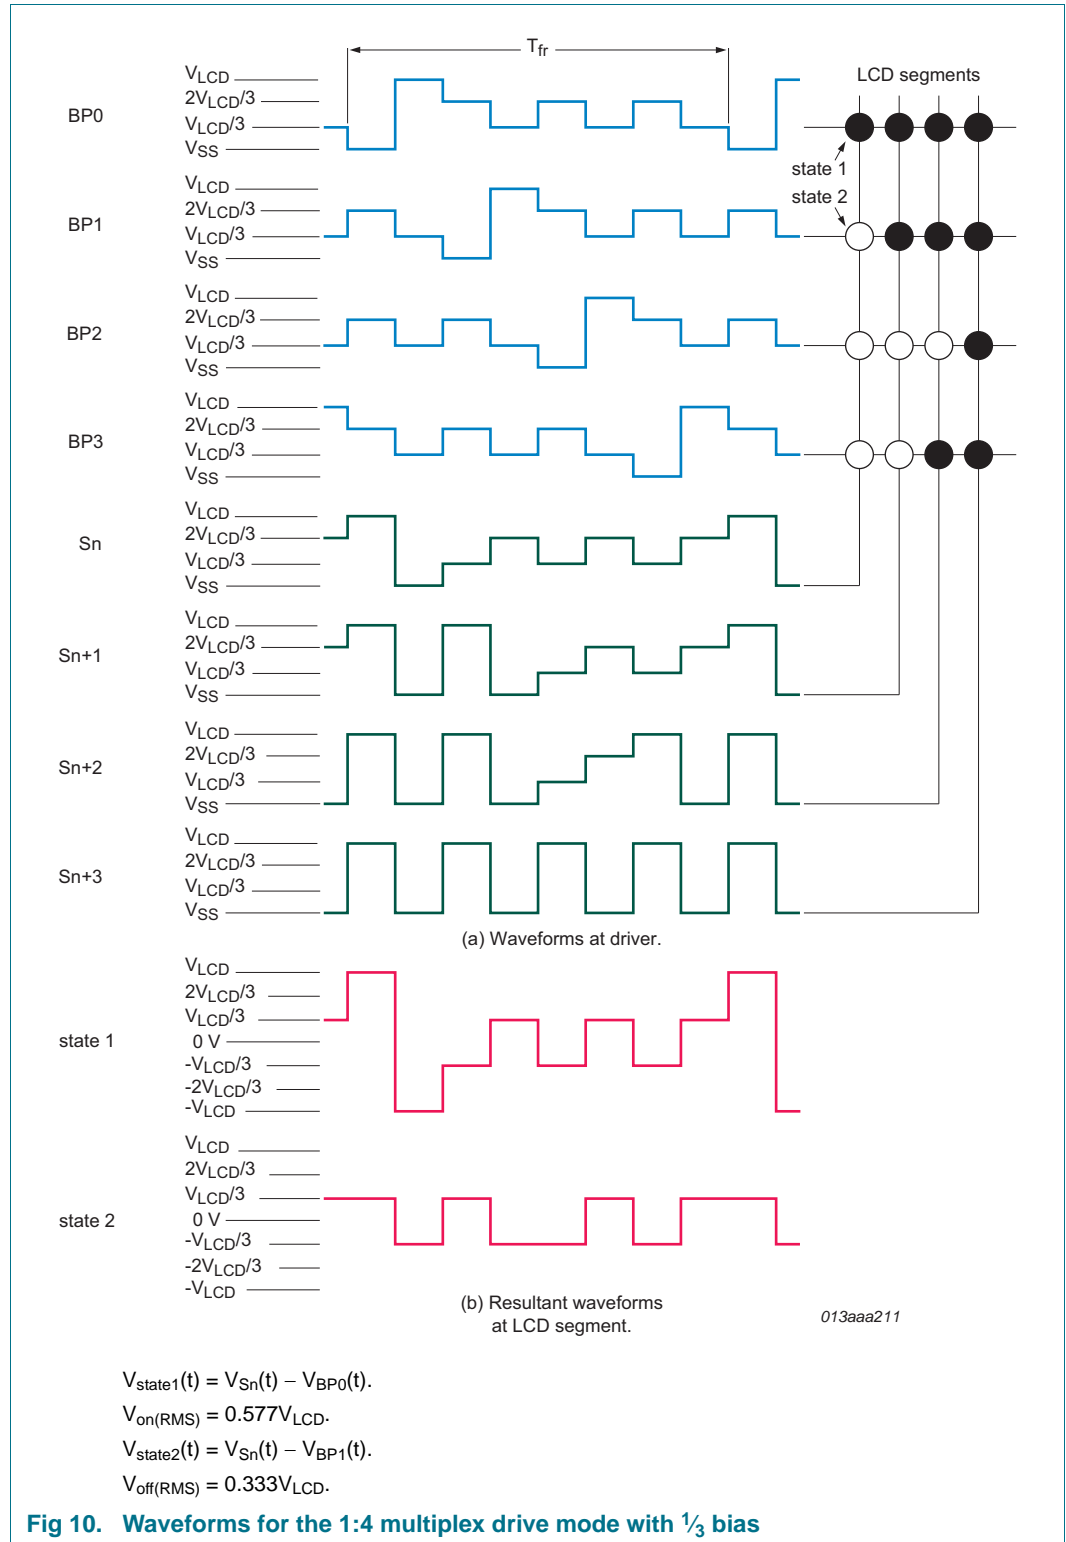 Tfr
LCD segments
BP0
VLCD
2VLCD/3
VLCD/3
VSS
state 1
state 2
BP1
VLCD
2VLCD/3
VLCD/3
VSS
BP2
VLCD
2VLCD/3
VLCD/3
VSS
BP3
VLCD
2VLCD/3
VLCD/3
VSS
Sn
VLCD
2VLCD/3
VLCD/3
VSS
Sn+1
VLCD
2VLCD/3
VLCD/3
VSS
Sn+2
VLCD
2VLCD/3
VLCD/3
VSS
Sn+3
VLCD
2VLCD/3
VLCD/3
VSS
(a) Waveforms at driver.
state 1
VLCD
2VLCD/3
VLCD/3
0 V
-VLCD/3
-2VLCD/3
-VLCD
state 2
VLCD
2VLCD/3
VLCD/3
0 V
-VLCD/3
-2VLCD/3
-VLCD
(b) Resultant waveforms
at LCD segment.
013aaa211
Vstate1(t) = VSn(t) − VBP0(t).
Von(RMS) = 0.577VLCD.
Vstate2(t) = VSn(t) − VBP1(t).
Voff(RMS) = 0.333VLCD.
Fig 10. Waveforms for the 1:4 multiplex drive mode with 1⁄3 bias